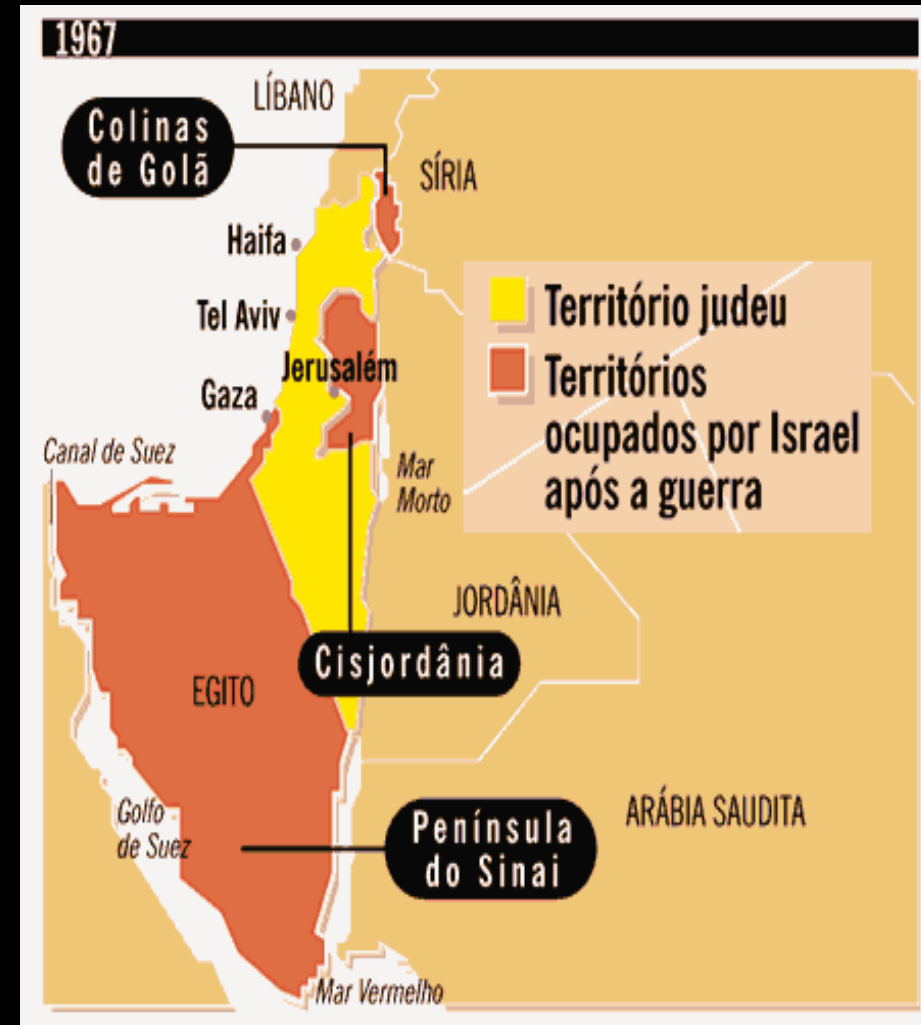 1967
LÍBANO
Colinas
de Golã
SÍRIA
Haifa
Tel Aviv
Jerusalém
Gaza
Território judeu
Territórios
ocupados por Israel
após a guerra
Canal de Suez
Mar
Morto
JORDÂNIA
Cisjordânia
EGITO
Golfo
de Suez
Península
do Sinai
ARÁBIA SAUDITA
Mar Vermelho